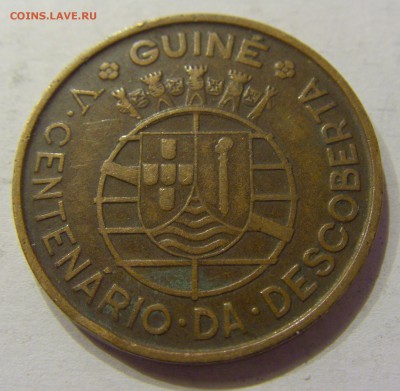 COINS.LAVE.RU
GUINÉ
V·CENTENÁRIO·DA·DESCOBERTA